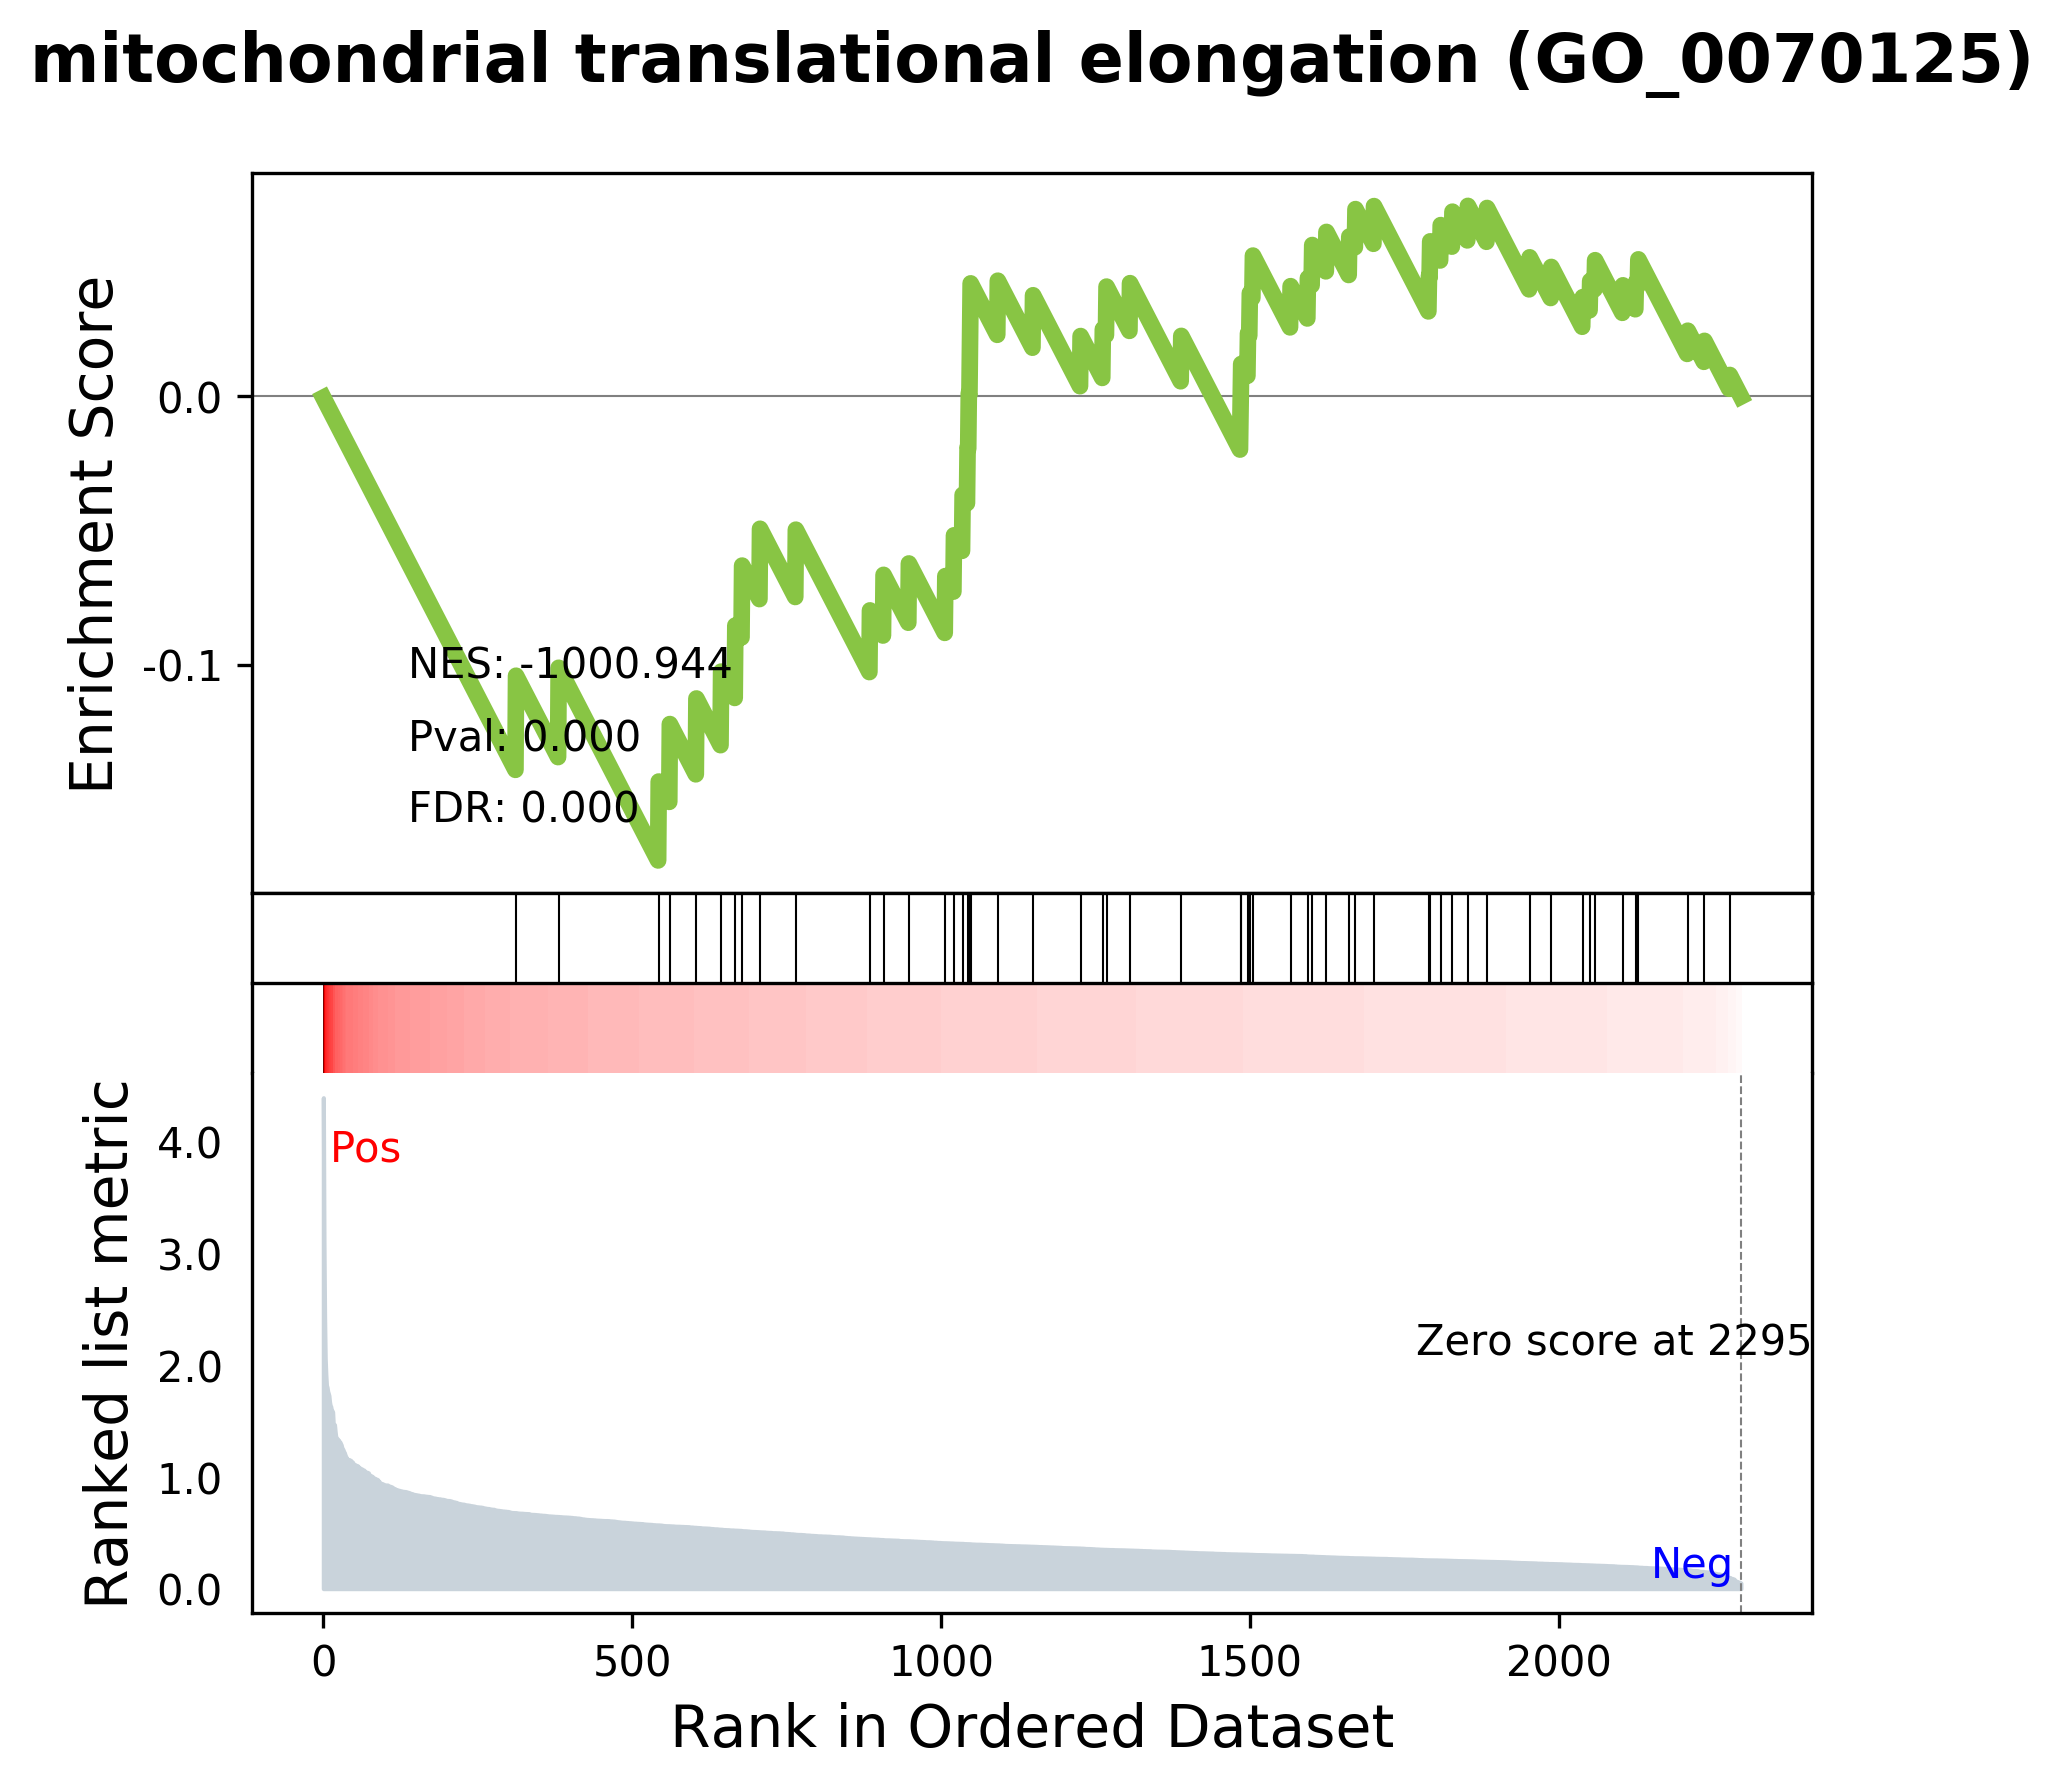 mitochondrial translational elongation (GO_0070125)
Enrichment Score
0.0
-0.1
NES: -1000.944
Pval: 0.000
FDR: 0.000
Ranked list metric
4.0
3.0
2.0
1.0
0.0
Pos
Zero score at 2295
Neg
0 500 1000 1500 2000
Rank in Ordered Dataset